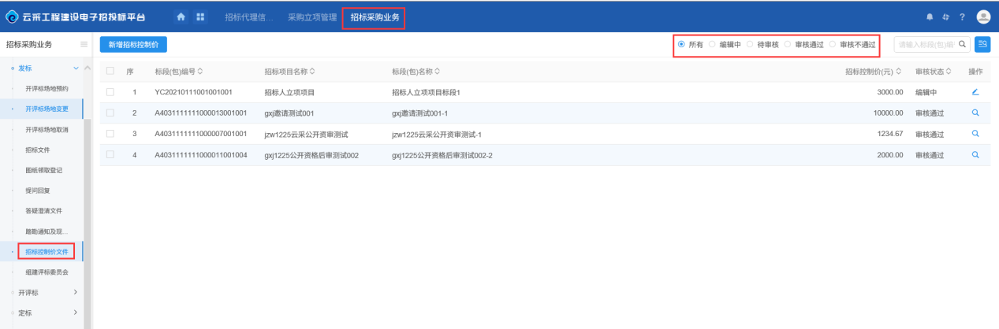 云采工程建设电子招投标平台 招标代理信... 采购立项管理 招标采购业务 ?
招标采购业务 新增招标控制价 所有 编辑中 待审核 审核通过 审核不通过 请输入标段(包)编
发标
开评标场地预约
开评标场地变更
开评标场地取消
招标文件
图纸领取登记
提问回复
答疑澄清文件
踏勘通知及现...
招标控制价文件
组建评标委员会
开评标
定标
序 标段(包)编号 招标项目名称 标段(包)名称 招标控制价(元) 审核状态 操作
1 YC20210111001001001 招标人立项项目 招标人立项项目标段1 3000.00 编辑中
2 A4031111111000013001001 gxj邀请测试001 gxj邀请测试001-1 10000.00 审核通过
3 A4031111111000007001001 jzw1225云采公开资审测试 jzw1225云采公开资审测试-1 1234.67 审核通过
4 A4031111111000011001004 gxj1225公开资格后审测试002 gxj1225公开资格后审测试002-2 2000.00 审核通过